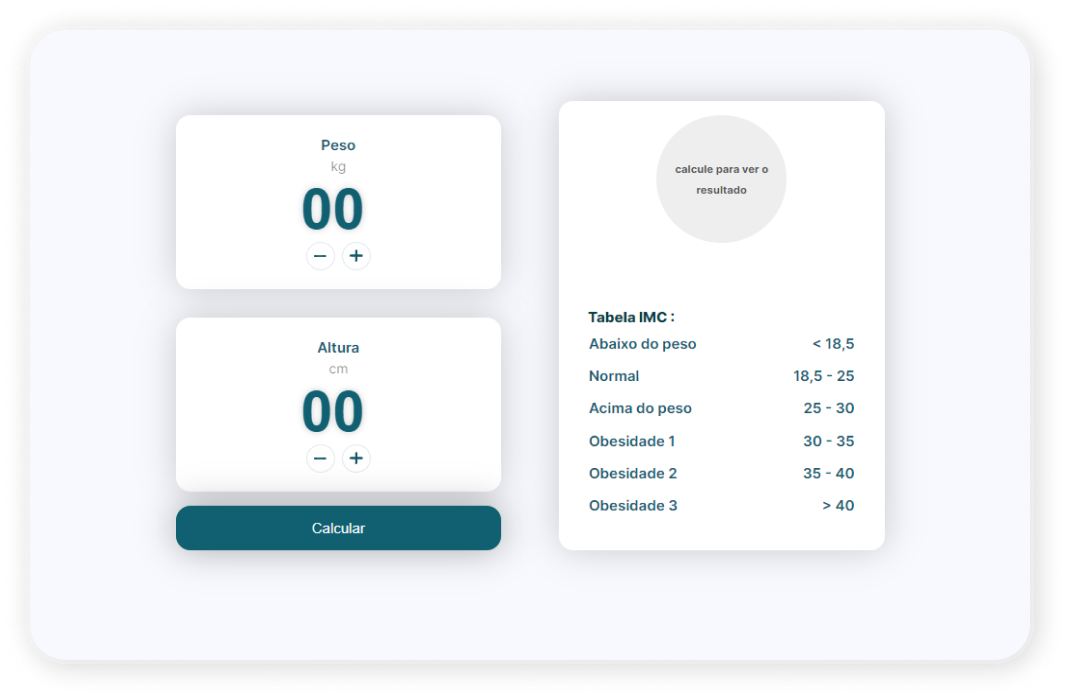 Peso
kg
00
Altura
cm
00
Calcular
calcule para ver o
resultado
Tabela IMC :
Abaixo do peso < 18,5
Normal 18,5 - 25
Acima do peso 25 - 30
Obesidade 1 30 - 35
Obesidade 2 35 - 40
Obesidade 3 > 40